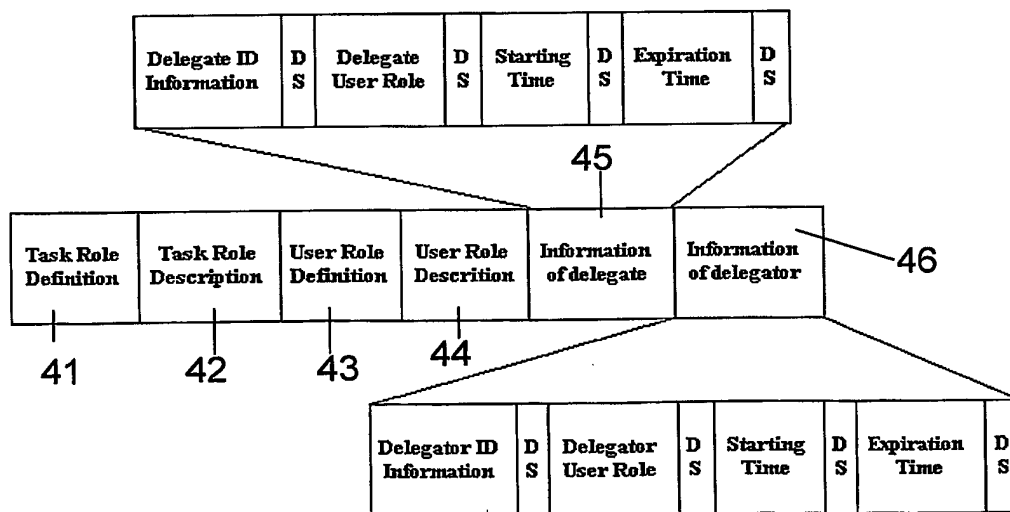 Delegate ID Information
D S
Delegate User Role
D S
Starting Time
D S
Expiration Time
D S
45
Task Role Definition
Task Role Description
User Role Definition
User Role Descrition
Information of delegate
Information of delegator
46
41
42
43
44
Delegator ID Information
D S
Delegator User Role
D S
Starting Time
D S
Expiration Time
D S